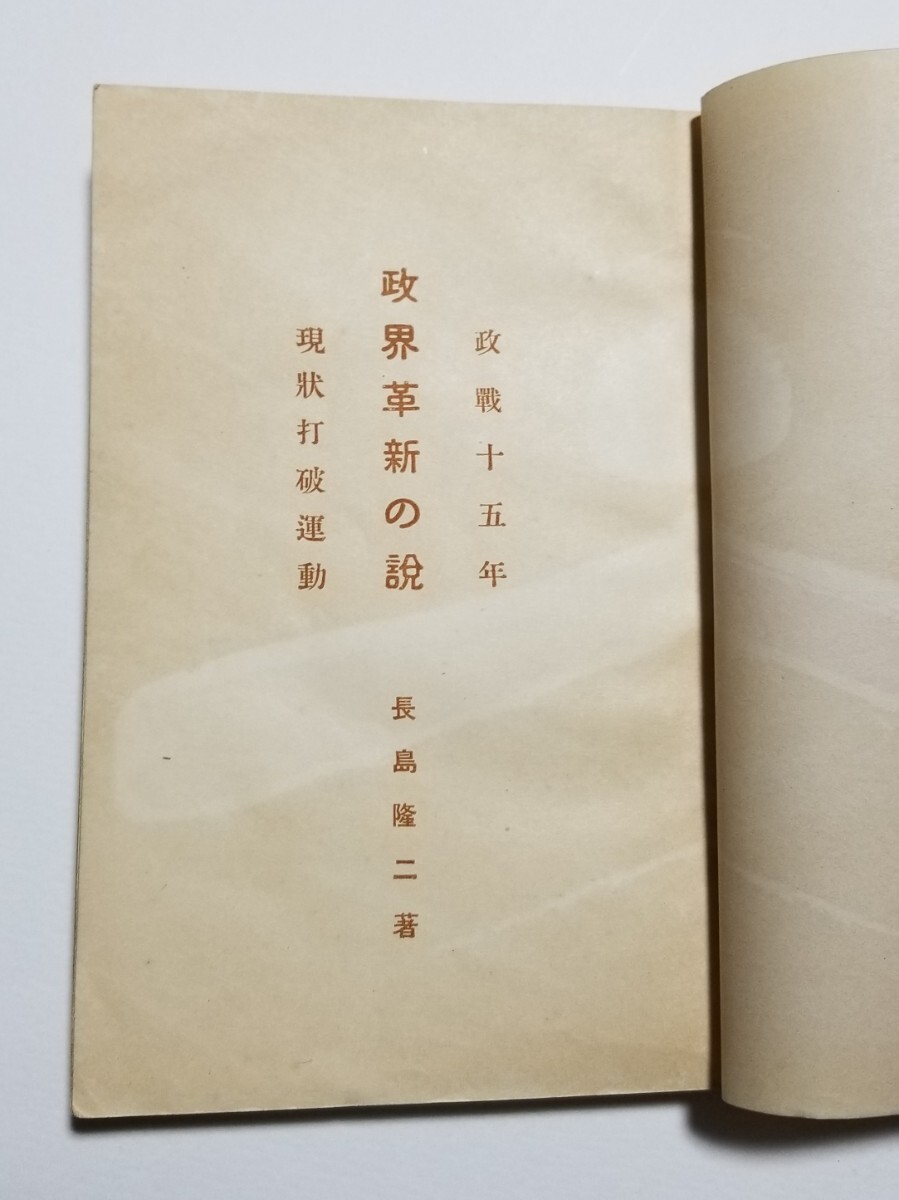 政戰十五年
政界革新の說
現狀打破運動
長島隆二著